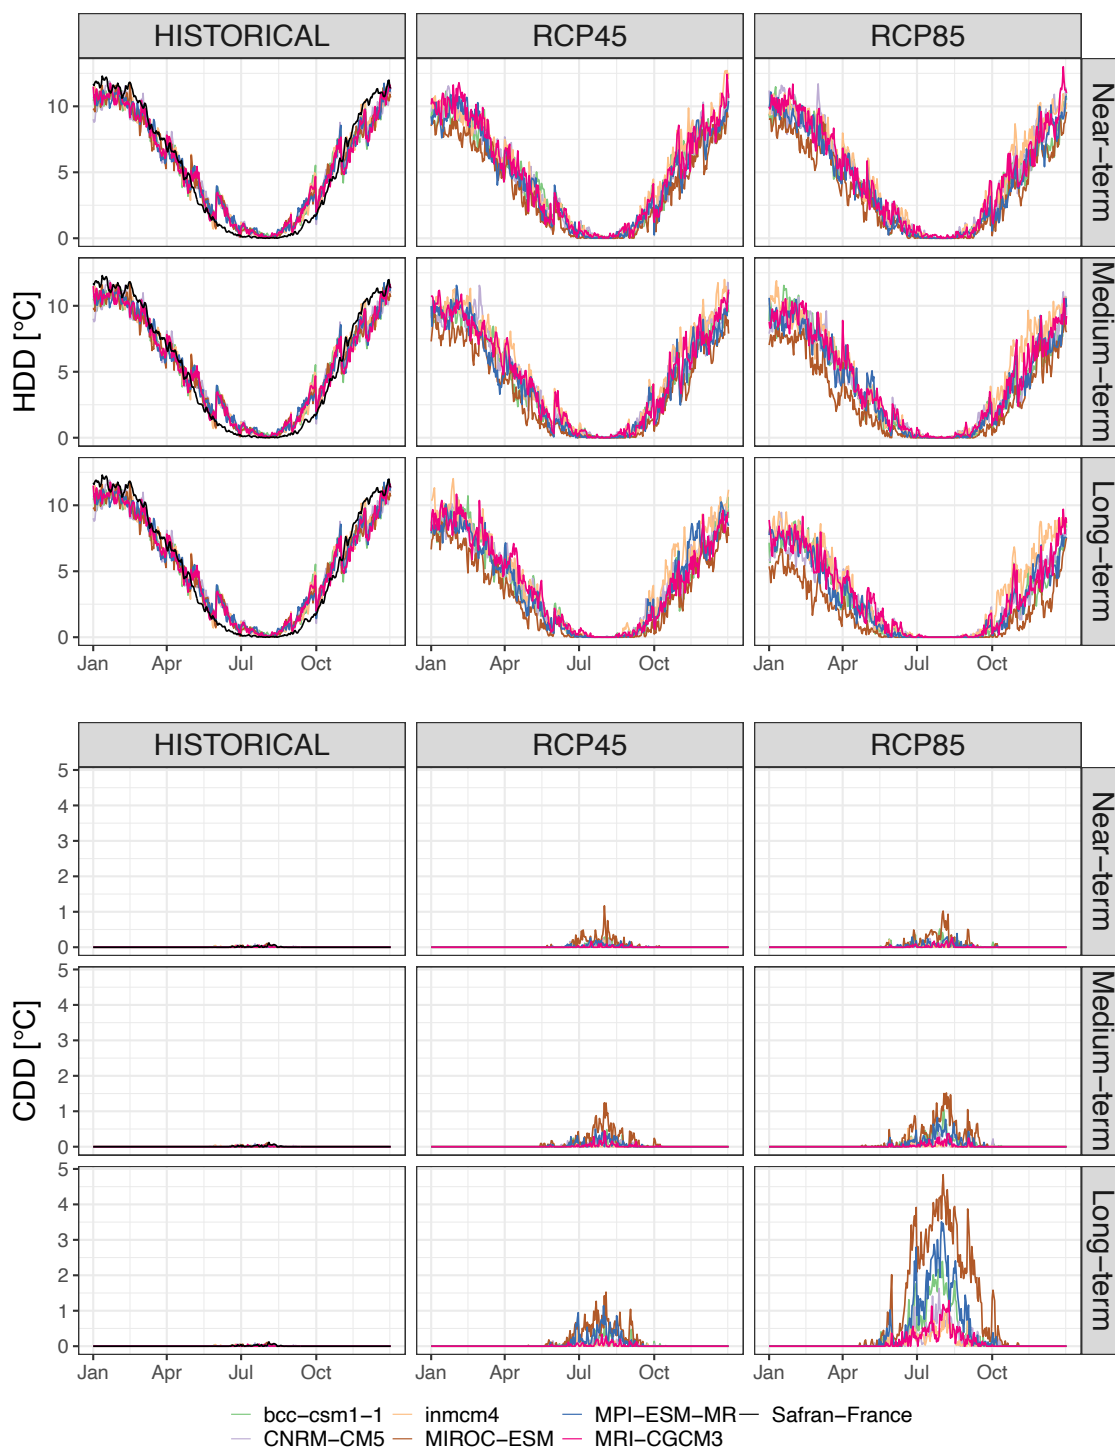 HISTORICAL RCP45 RCP85
10
5
0
Near−term
HDD [°C]
10
5
0
Medium−term
10
5
0
Long−term
Jan Apr Jul Oct Jan Apr Jul Oct Jan Apr Jul Oct
HISTORICAL RCP45 RCP85
5
4
3
2
1
0
Near−term
CDD [°C]
5
4
3
2
1
0
Medium−term
5
4
3
2
1
0
Long−term
Jan Apr Jul Oct Jan Apr Jul Oct Jan Apr Jul Oct
bcc−csm1−1 inmcm4 MPI−ESM−MR Safran−France
CNRM−CM5 MIROC−ESM MRI−CGCM3